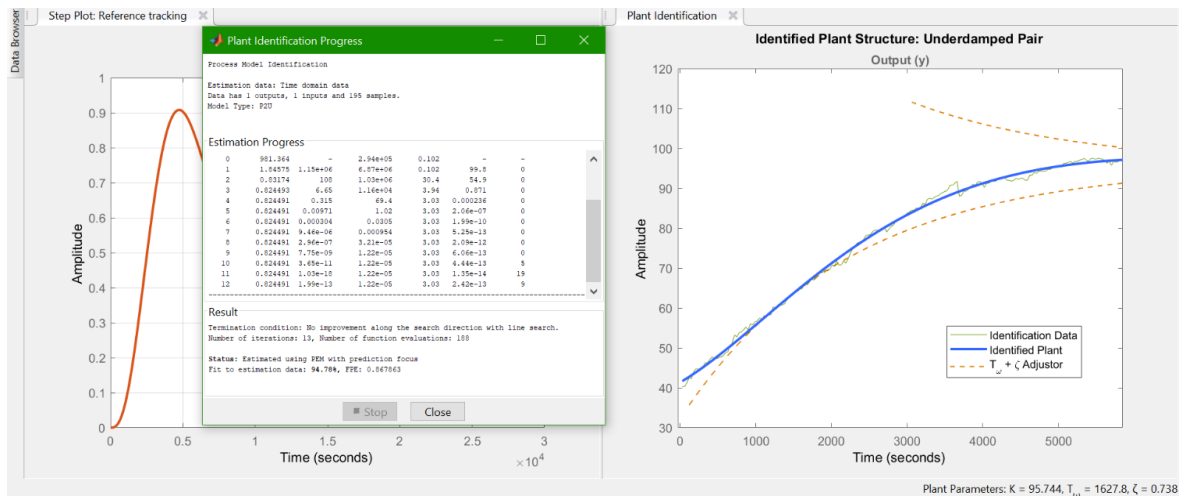 Data Browser
Step Plot: Reference tracking
Plant Identification
Amplitude
1
0.9
0.8
0.7
0.6
0.5
0.4
0.3
0.2
0.1
0
0 0.5 1 1.5 2 2.5 3
×10⁴
Time (seconds)
Plant Identification Progress
Process Model Identification
Estimation data: Time domain data
Data has 1 outputs, 1 inputs and 195 samples.
Model Type: P2U
Estimation Progress
0 981.364 - 2.94e+05 0.102 - -
1 1.84575 1.15e+06 6.87e+06 0.102 99.8 0
2 0.83174 108 1.03e+06 30.4 54.9 0
3 0.824493 6.65 1.16e+04 3.94 0.871 0
4 0.824491 0.315 69.4 3.03 0.000236 0
5 0.824491 0.00971 1.02 3.03 2.06e-07 0
6 0.824491 0.000304 0.0305 3.03 1.99e-10 0
7 0.824491 9.46e-06 0.000954 3.03 5.25e-13 0
8 0.824491 2.96e-07 3.21e-05 3.03 2.09e-12 0
9 0.824491 7.75e-09 1.22e-05 3.03 6.06e-13 0
10 0.824491 3.65e-11 1.22e-05 3.03 4.44e-13 5
11 0.824491 1.03e-18 1.22e-05 3.03 1.35e-14 19
12 0.824491 1.99e-13 1.22e-05 3.03 2.42e-13 9
Result
Termination condition: No improvement along the search direction with line search.
Number of iterations: 13, Number of function evaluations: 188
Status: Estimated using PEM with prediction focus
Fit to estimation data: 94.78%, FPE: 0.867863
Stop
Close
Identified Plant Structure: Underdamped Pair
Output (y)
Amplitude
120
110
100
90
80
70
60
50
40
30
Identification Data
Identified Plant
T_ω + ζ Adjustor
0 1000 2000 3000 4000 5000
Time (seconds)
Plant Parameters: K = 95.744, T_ω = 1627.8, ζ = 0.738